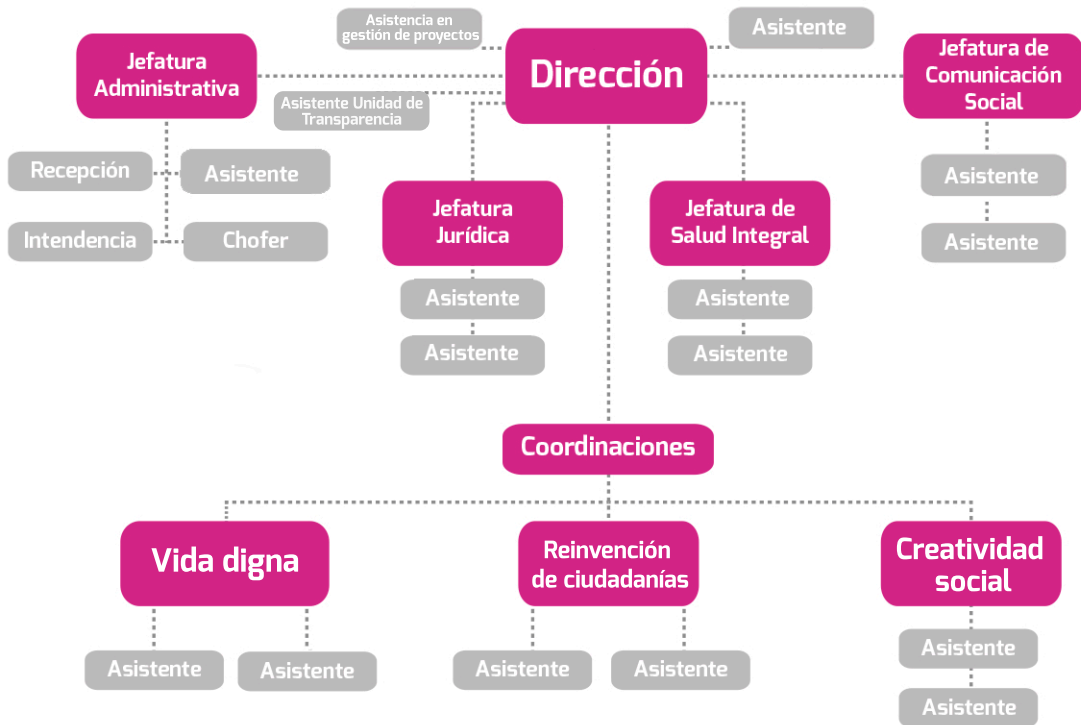 Asistencia en
gestión de proyectos
Asistente
Jefatura
Administrativa
Dirección
Jefatura de
Comunicación
Social
Asistente Unidad de
Transparencia
Recepción
Asistente
Intendencia
Chofer
Jefatura
Jurídica
Jefatura de
Salud Integral
Asistente
Asistente
Asistente
Asistente
Asistente
Asistente
Coordinaciones
Vida digna
Reinvención
de ciudadanías
Creatividad
social
Asistente
Asistente
Asistente
Asistente
Asistente
Asistente